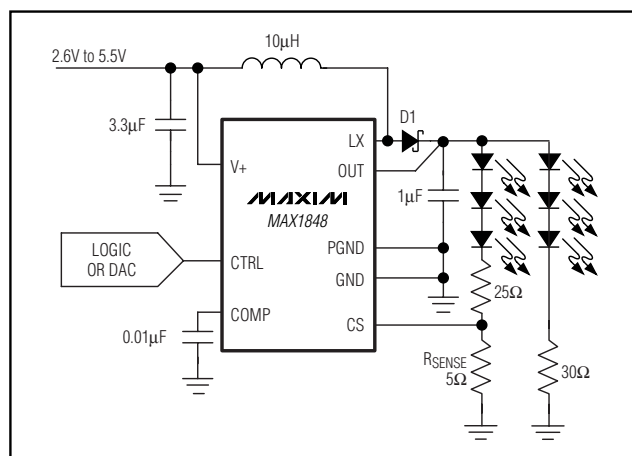 2.6V to 5.5V
10μH
3.3μF
V+
LX
D1
OUT
MAXIM
MAX1848
1μF
LOGIC
OR DAC
CTRL
PGND
GND
COMP
CS
0.01μF
25Ω
RSENSE
5Ω
30Ω